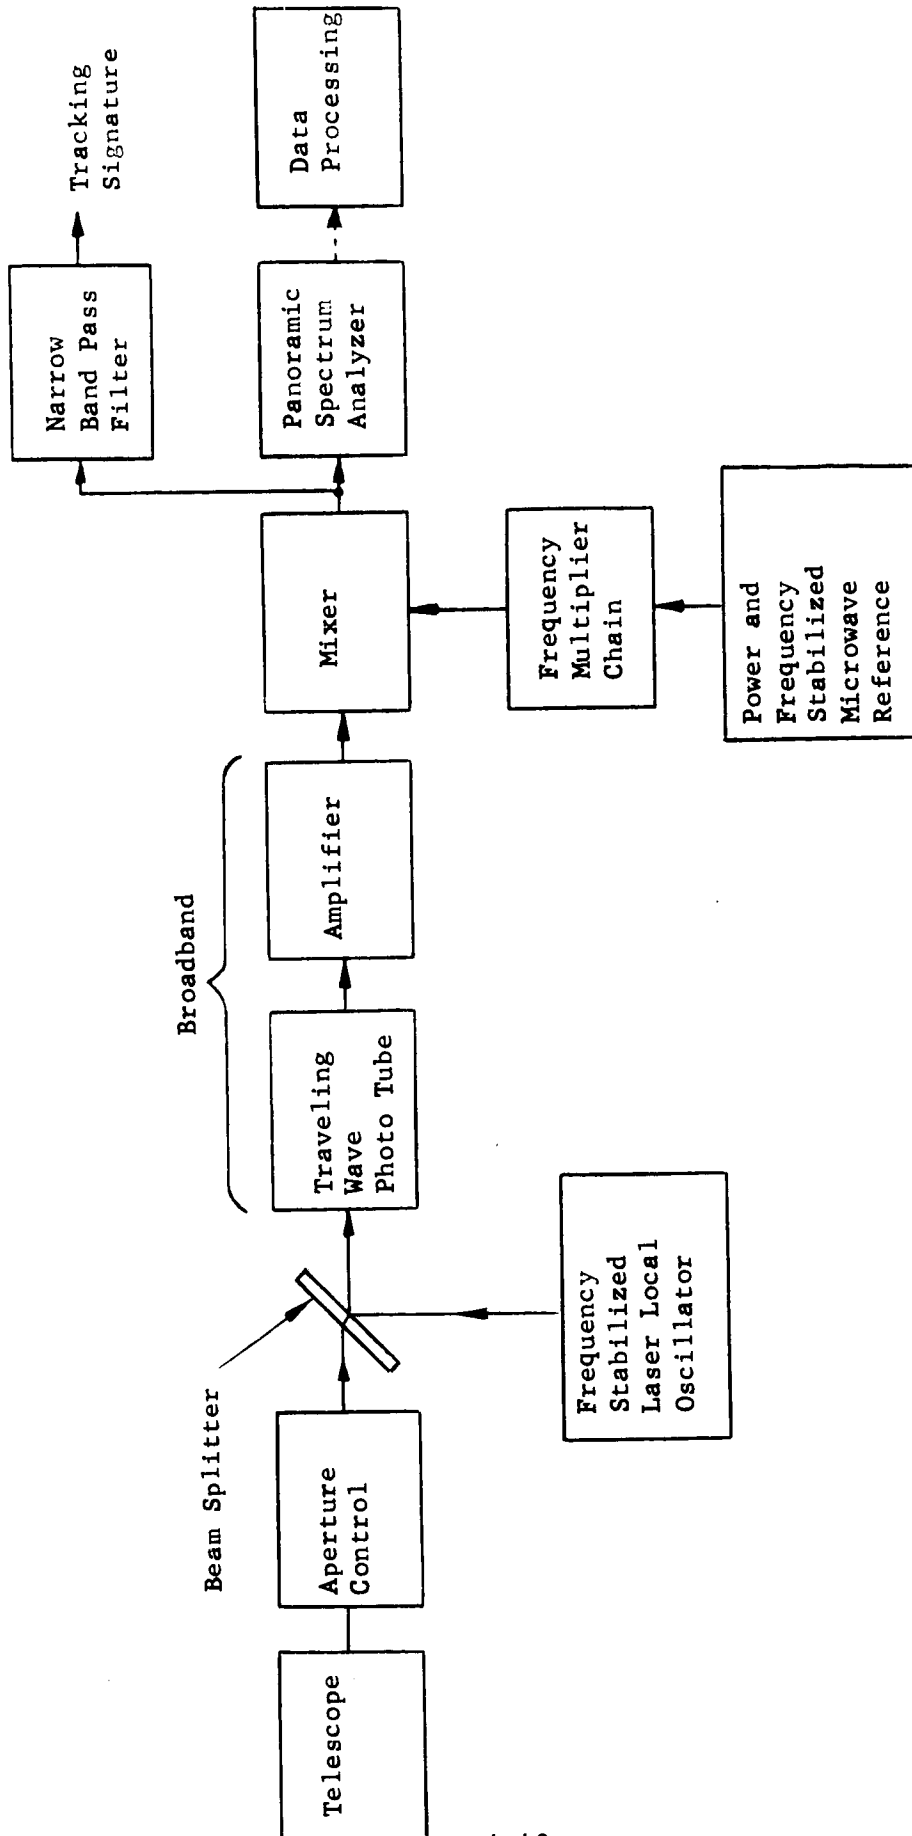 Telescope
Aperture
Control
Beam Splitter
Frequency
Stabilized
Laser Local
Oscillator
Broadband
Traveling
Wave
Photo Tube
Amplifier
Mixer
Frequency
Multiplier
Chain
Power and
Frequency
Stabilized
Microwave
Reference
Narrow
Band Pass
Filter
Tracking
Signature
Panoramic
Spectrum
Analyzer
Data
Processing